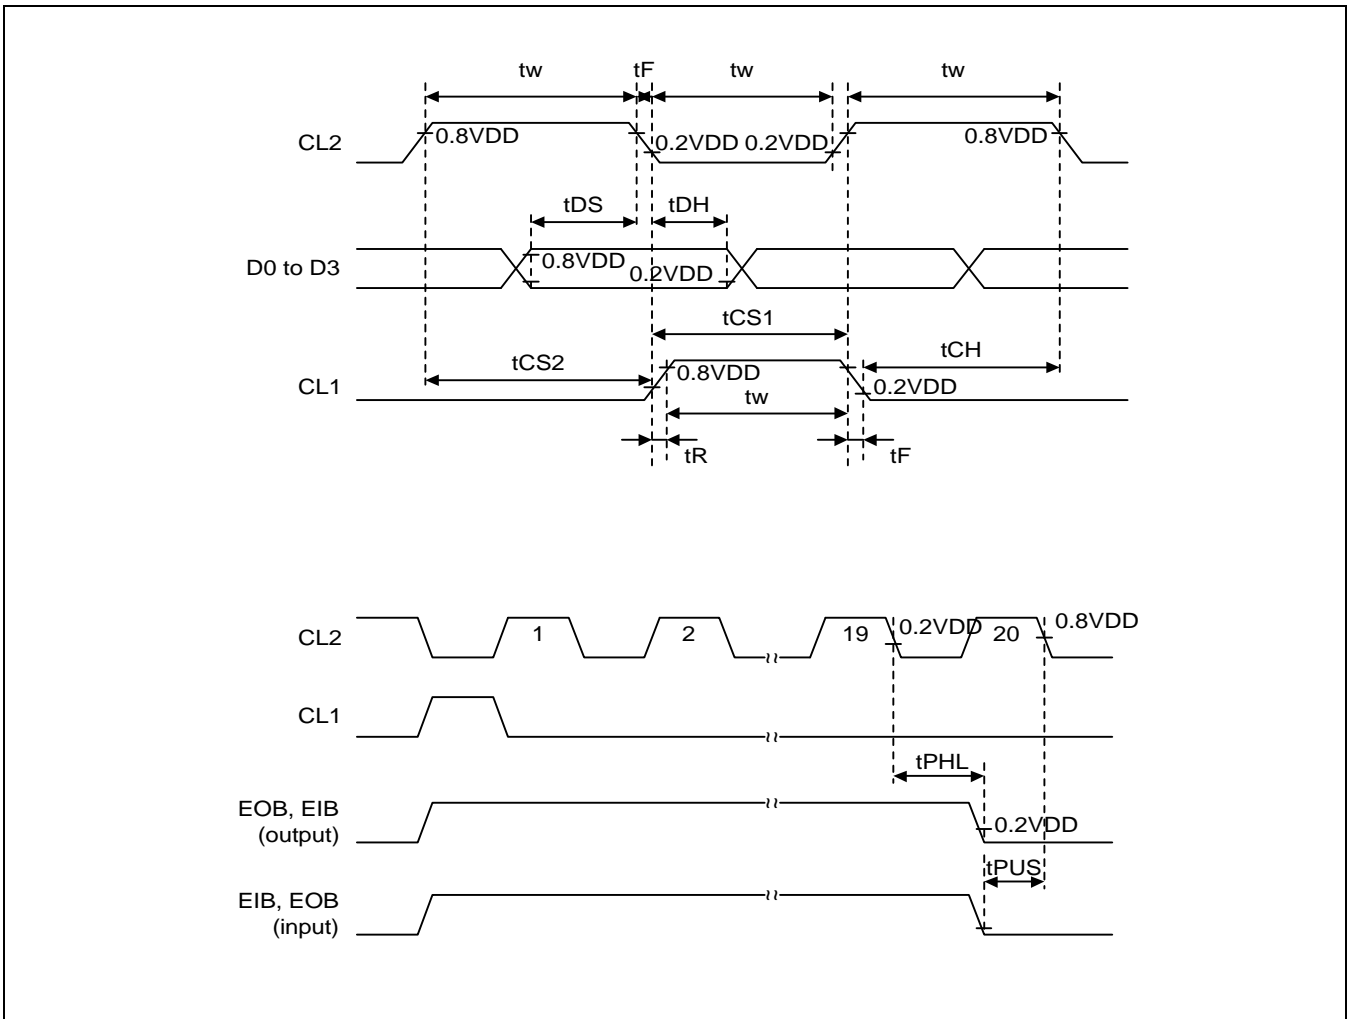 tw tF tw tw
CL2 0.8VDD 0.2VDD 0.2VDD 0.8VDD
tDS tDH
D0 to D3 0.8VDD 0.2VDD
tCS1
tCS2 tCH
CL1 0.8VDD 0.2VDD
tw
tR tF
CL2 1 2 19 0.2VDD 20 0.8VDD
CL1
tPHL
EOB, EIB
(output) 0.2VDD
tPUS
EIB, EOB
(input)